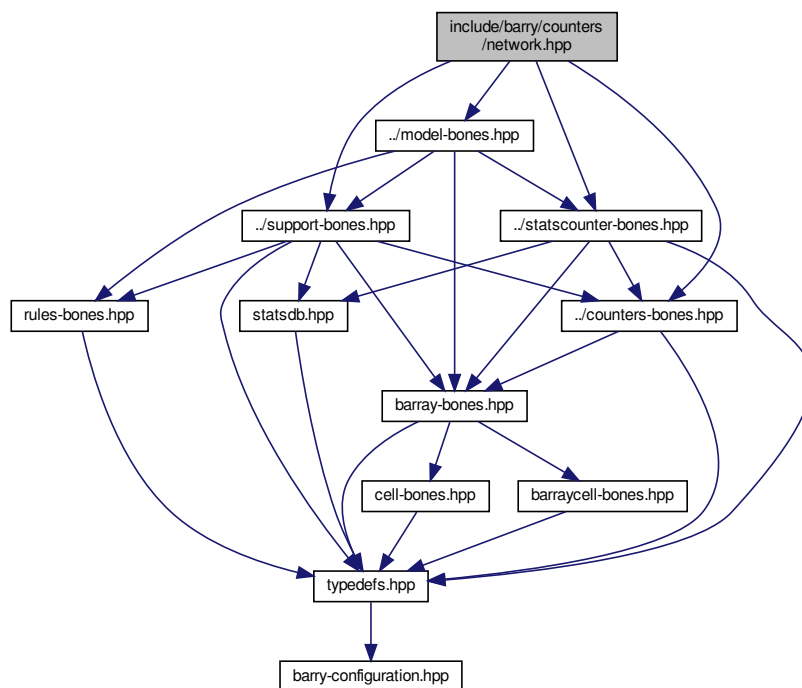 include/barry/counters
/network.hpp
../model-bones.hpp
../support-bones.hpp
../statscounter-bones.hpp
rules-bones.hpp
statsdb.hpp
../counters-bones.hpp
barray-bones.hpp
cell-bones.hpp
barraycell-bones.hpp
typedefs.hpp
barry-configuration.hpp